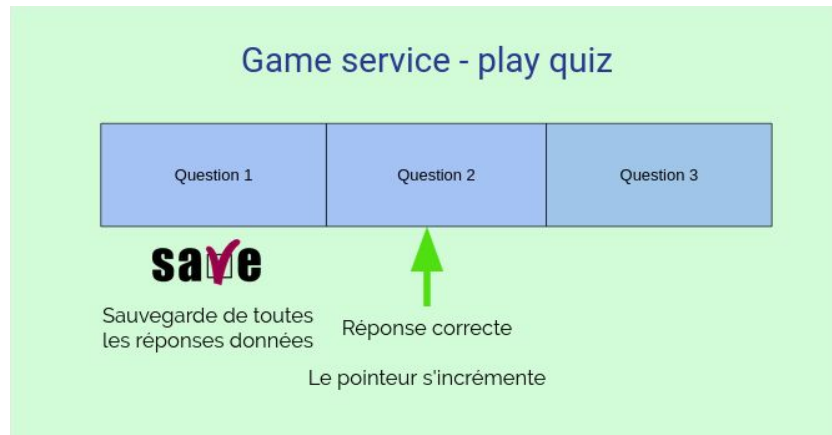 Game service - play quiz
Question 1
Question 2
Question 3
save
Sauvegarde de toutes
les réponses données
Réponse correcte
Le pointeur s'incrémente